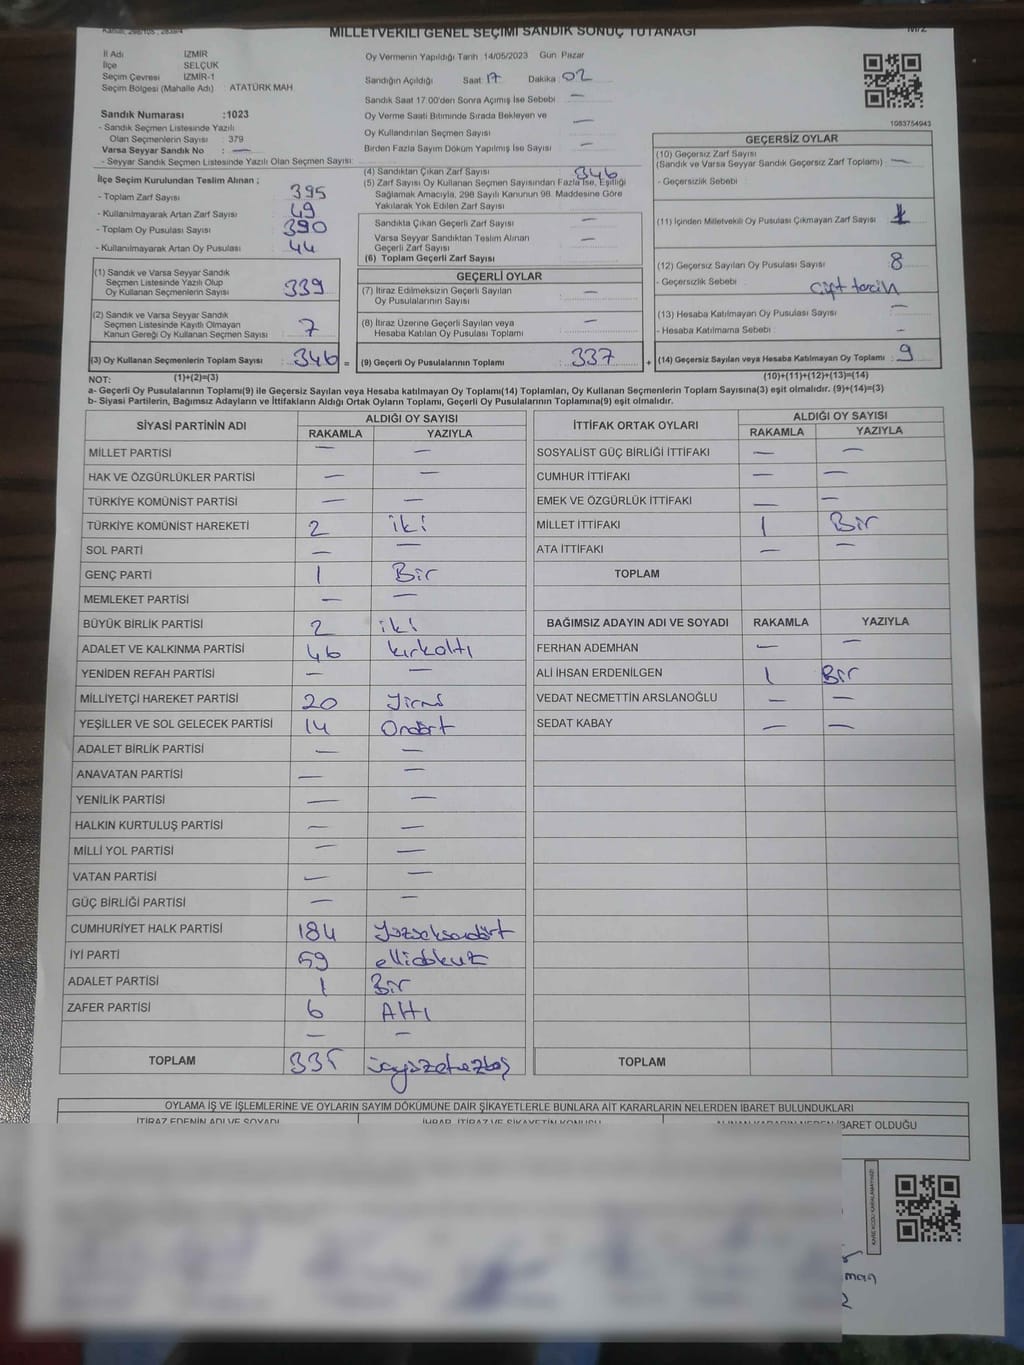 MİLLETVEKİLİ GENEL SEÇİMİ SANDIK SONUÇ TUTANAĞI
İl Adı İZMİR
İlçe SELÇUK
Seçim Çevresi İZMİR-1
Seçim Bölgesi (Mahalle Adı) ATATÜRK MAH
Oy Vermenin Yapıldığı Tarih 14/05/2023 Gün Pazar
Sandığın Açıldığı Saat 17 Dakika 02
Sandık Saat 17:00'den Sonra Açımış İse Sebebi —
Oy Verme Saati Bitiminde Sırada Bekleyen ve
Oy Kullandırılan Seçmen Sayısı —
Birden Fazla Sayım Döküm Yapılmış İse Sayısı —
1083754943
Sandık Numarası :1023
- Sandık Seçmen Listesinde Yazılı
Olan Seçmenlerin Sayısı : 379
Varsa Seyyar Sandık No : —
- Seyyar Sandık Seçmen Listesinde Yazılı Olan Seçmen Sayısı:
İlçe Seçim Kurulundan Teslim Alınan ;
- Toplam Zarf Sayısı 395
- Kullanılmayarak Artan Zarf Sayısı 49
- Toplam Oy Pusulası Sayısı 390
- Kullanılmayarak Artan Oy Pusulası 44
(1) Sandık ve Varsa Seyyar Sandık
Seçmen Listesinde Yazılı Olup
Oy Kullanan Seçmenlerin Sayısı 339
(2) Sandık ve Varsa Seyyar Sandık
Seçmen Listesinde Kayıtlı Olmayan
Kanun Gereği Oy Kullanan Seçmen Sayısı 7
(3) Oy Kullanan Seçmenlerin Toplam Sayısı 346 =
(1)+(2)=(3)
(4) Sandıktan Çıkan Zarf Sayısı 346
(5) Zarf Sayısı Oy Kullanan Seçmen Sayısından Fazla İse, Eşitliği
Sağlamak Amacıyla, 298 Sayılı Kanunun 98. Maddesine Göre
Yakılarak Yok Edilen Zarf Sayısı
Sandıkta Çıkan Geçerli Zarf Sayısı —
Varsa Seyyar Sandıktan Teslim Alınan
Geçerli Zarf Sayısı —
(6) Toplam Geçerli Zarf Sayısı
GEÇERLİ OYLAR
(7) İtiraz Edilmeksizin Geçerli Sayılan
Oy Pusulasının Sayısı —
(8) İtiraz Üzerine Geçerli Sayılan veya
Hesaba Katılan Oy Pusulası Toplamı —
(9) Geçerli Oy Pusulalarının Toplamı 337 +
GEÇERSİZ OYLAR
(10) Geçersiz Zarf Sayısı
(Sandık ve Varsa Seyyar Sandık Geçersiz Zarf Toplamı) —
- Geçersizlik Sebebi
(11) İçinden Milletvekili Oy Pusulası Çıkmayan Zarf Sayısı 1
(12) Geçersiz Sayılan Oy Pusulası Sayısı 8
- Geçersizlik Sebebi Çift tercih
(13) Hesaba Katılmayan Oy Pusulası Sayısı —
- Hesaba Katılmama Sebebi : —
(14) Geçersiz Sayılan veya Hesaba Katılmayan Oy Toplamı : 9
(10)+(11)+(12)+(13)=(14)
NOT:
a- Geçerli Oy Pusulalarının Toplamı(9) ile Geçersiz Sayılan veya Hesaba katılmayan Oy Toplamı(14) Toplamları, Oy Kullanan Seçmenlerin Toplam Sayısına(3) eşit olmalıdır. (9)+(14)=(3)
b- Siyasi Partilerin, Bağımsız Adayların ve İttifakların Aldığı Ortak Oyların Toplamı, Geçerli Oy Pusulalarının Toplamına(9) eşit olmalıdır.
SİYASİ PARTİNİN ADI ALDIĞI OY SAYISI
RAKAMLA YAZIYLA
MİLLET PARTİSİ — —
HAK VE ÖZGÜRLÜKLER PARTİSİ — —
TÜRKİYE KOMÜNİST PARTİSİ — —
TÜRKİYE KOMÜNİST HAREKETİ 2 iki
SOL PARTİ — —
GENÇ PARTİ 1 Bir
MEMLEKET PARTİSİ — —
BÜYÜK BİRLİK PARTİSİ 2 iki
ADALET VE KALKINMA PARTİSİ 46 kırkaltı
YENİDEN REFAH PARTİSİ — —
MİLLİYETÇİ HAREKET PARTİSİ 20 Yirmi
YEŞİLLER VE SOL GELECEK PARTİSİ 14 Ondört
ADALET BİRLİK PARTİSİ — —
ANAVATAN PARTİSİ — —
YENİLİK PARTİSİ — —
HALKIN KURTULUŞ PARTİSİ — —
MİLLİ YOL PARTİSİ — —
VATAN PARTİSİ — —
GÜÇ BİRLİĞİ PARTİSİ — —
CUMHURİYET HALK PARTİSİ 184 Yüzseksendört
İYİ PARTİ 59 ellidokuz
ADALET PARTİSİ 1 Bir
ZAFER PARTİSİ 6 Altı
— —
TOPLAM 335 üçyüzotuzbeş
İTTİFAK ORTAK OYLARI ALDIĞI OY SAYISI
RAKAMLA YAZIYLA
SOSYALİST GÜÇ BİRLİĞİ İTTİFAKI — —
CUMHUR İTTİFAKI — —
EMEK VE ÖZGÜRLÜK İTTİFAKI — —
MİLLET İTTİFAKI 1 Bir
ATA İTTİFAKI — —
TOPLAM
BAĞIMSIZ ADAYIN ADI VE SOYADI RAKAMLA YAZIYLA
FERHAN ADEMHAN — —
ALİ İHSAN ERDENİLGEN 1 Bir
VEDAT NECMETTİN ARSLANOĞLU — —
SEDAT KABAY — —
TOPLAM
OYLAMA İŞ VE İŞLEMLERİNE VE OYLARIN SAYIM DÖKÜMÜNE DAİR ŞİKAYETLERLE BUNLARA AİT KARARLARIN NELERDEN İBARET BULUNDUKLARI
İTİRAZ EDENİN ADI VE SOYADI İHBAR, İTİRAZ VE ŞİKAYETİN KONUSU ALINAN KARARIN NEDEN İBARET OLDUĞU
KARE KODU KARALAMAYINIZ!